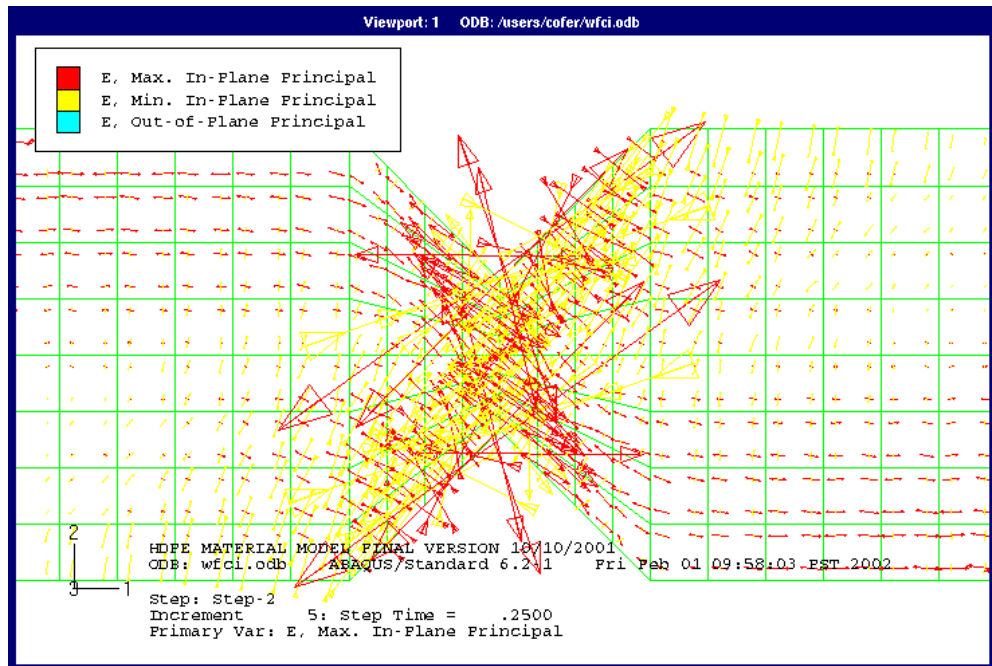 Viewport: 1 ODB: /users/cofer/wfci.odb
E, Max. In-Plane Principal
E, Min. In-Plane Principal
E, Out-of-Plane Principal
2
3 1
HDPE MATERIAL MODEL FINAL VERSION 10/10/2001
ODB: wfci.odb ABAQUS/Standard 6.2-1 Fri Feb 01 09:58:03 PST 2002
Step: Step-2
Increment 5: Step Time = .2500
Primary Var: E, Max. In-Plane Principal